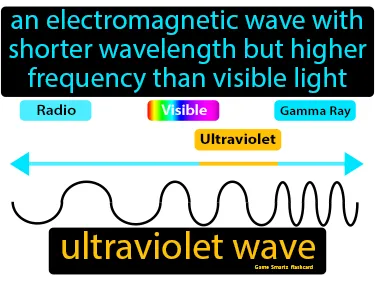 an electromagnetic wave with
shorter wavelength but higher
frequency than visible light
Radio
Visible
Gamma Ray
Ultraviolet
ultraviolet wave
Game Smartz flashcard